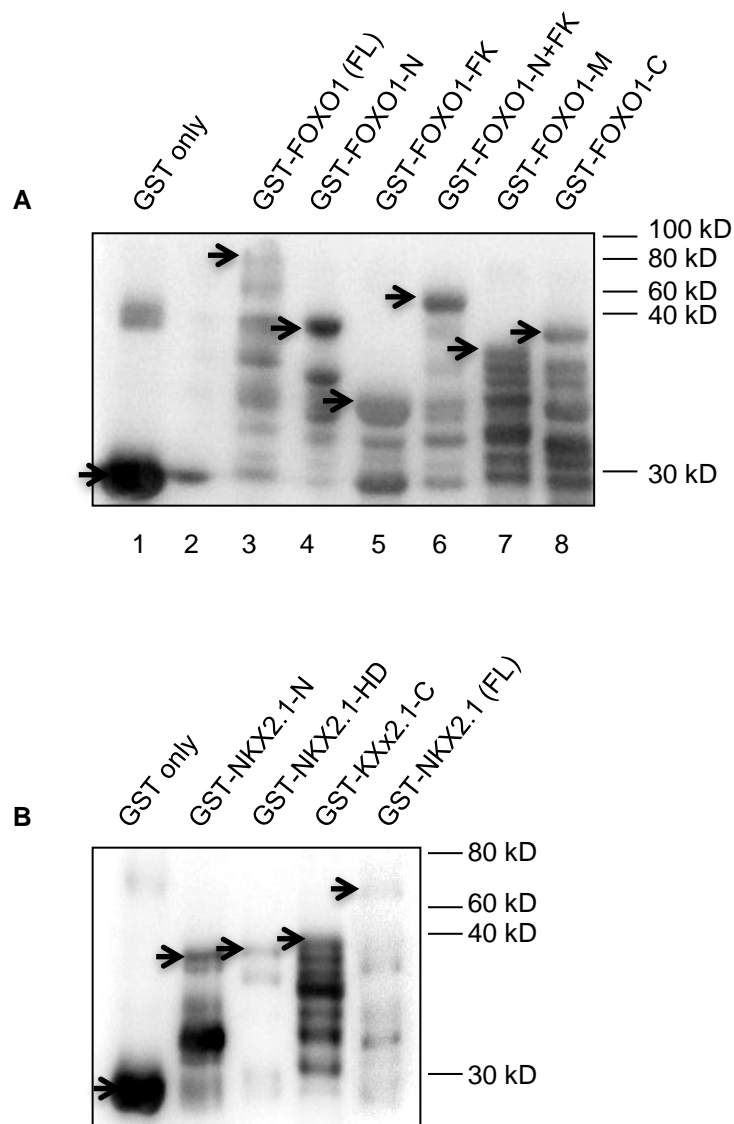 A
GST only
GST-FOXO1 (FL)
GST-FOXO1-N
GST-FOXO1-FK
GST-FOXO1-N+FK
GST-FOXO1-M
GST-FOXO1-C
100 kD
80 kD
60 kD
40 kD
30 kD
1 2 3 4 5 6 7 8
B
GST only
GST-NKX2.1-N
GST-NKX2.1-HD
GST-KXx2.1-C
GST-NKX2.1 (FL)
80 kD
60 kD
40 kD
30 kD